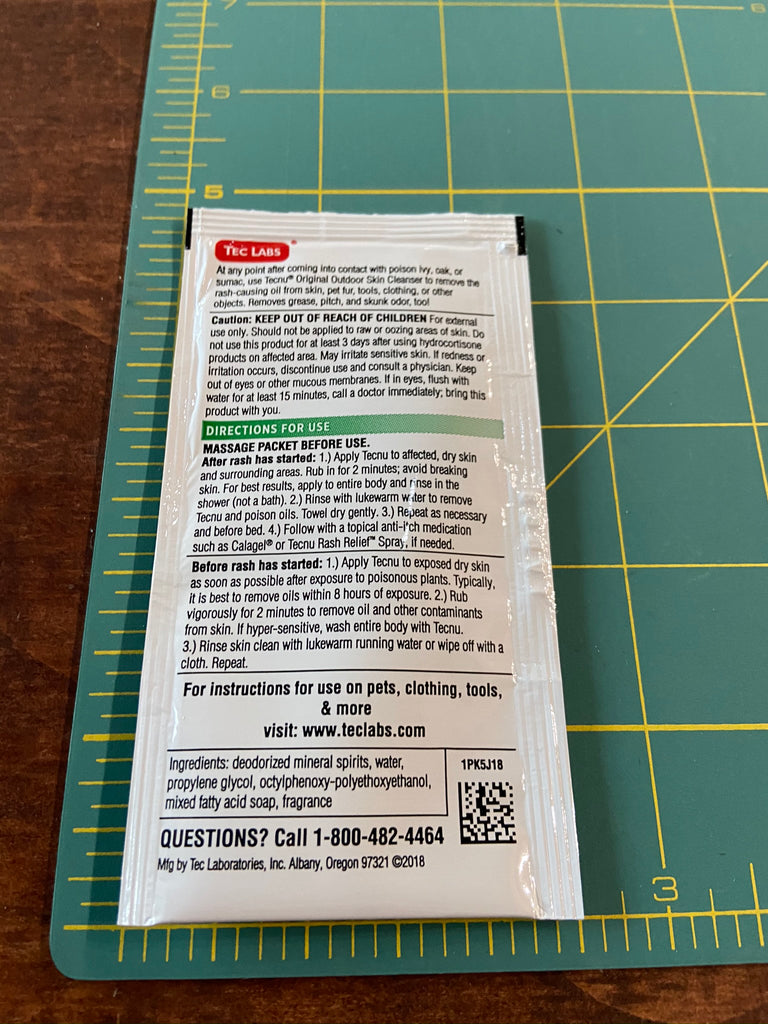 7
6
6
5
TEC LABS®
At any point after coming into contact with poison ivy, oak, or
sumac, use Tecnu® Original Outdoor Skin Cleanser to remove the
rash-causing oil from skin, pet fur, tools, clothing, or other
objects. Removes grease, pitch, and skunk odor, too!
Caution: KEEP OUT OF REACH OF CHILDREN For external
use only. Should not be applied to raw or oozing areas of skin. Do
not use this product for at least 3 days after using hydrocortisone
products on affected area. May irritate sensitive skin. If redness or
irritation occurs, discontinue use and consult a physician. Keep
out of eyes or other mucous membranes. If in eyes, flush with
water for at least 15 minutes, call a doctor immediately; bring this
product with you.
DIRECTIONS FOR USE
MASSAGE PACKET BEFORE USE.
After rash has started: 1.) Apply Tecnu to affected, dry skin
and surrounding areas. Rub in for 2 minutes; avoid breaking
skin. For best results, apply to entire body and rinse in the
shower (not a bath). 2.) Rinse with lukewarm water to remove
Tecnu and poison oils. Towel dry gently. 3.) Repeat as necessary
and before bed. 4.) Follow with a topical anti-itch medication
such as Calagel® or Tecnu Rash Relief™ Spray, if needed.
Before rash has started: 1.) Apply Tecnu to exposed dry skin
as soon as possible after exposure to poisonous plants. Typically,
it is best to remove oils within 8 hours of exposure. 2.) Rub
vigorously for 2 minutes to remove oil and other contaminants
from skin. If hyper-sensitive, wash entire body with Tecnu.
3.) Rinse skin clean with lukewarm running water or wipe off with a
cloth. Repeat.
For instructions for use on pets, clothing, tools,
& more
visit: www.teclabs.com
Ingredients: deodorized mineral spirits, water,
propylene glycol, octylphenoxy-polyethoxyethanol,
mixed fatty acid soap, fragrance
1PK5J18
QUESTIONS? Call 1-800-482-4464
Mfg by Tec Laboratories, Inc. Albany, Oregon 97321 ©2018
3